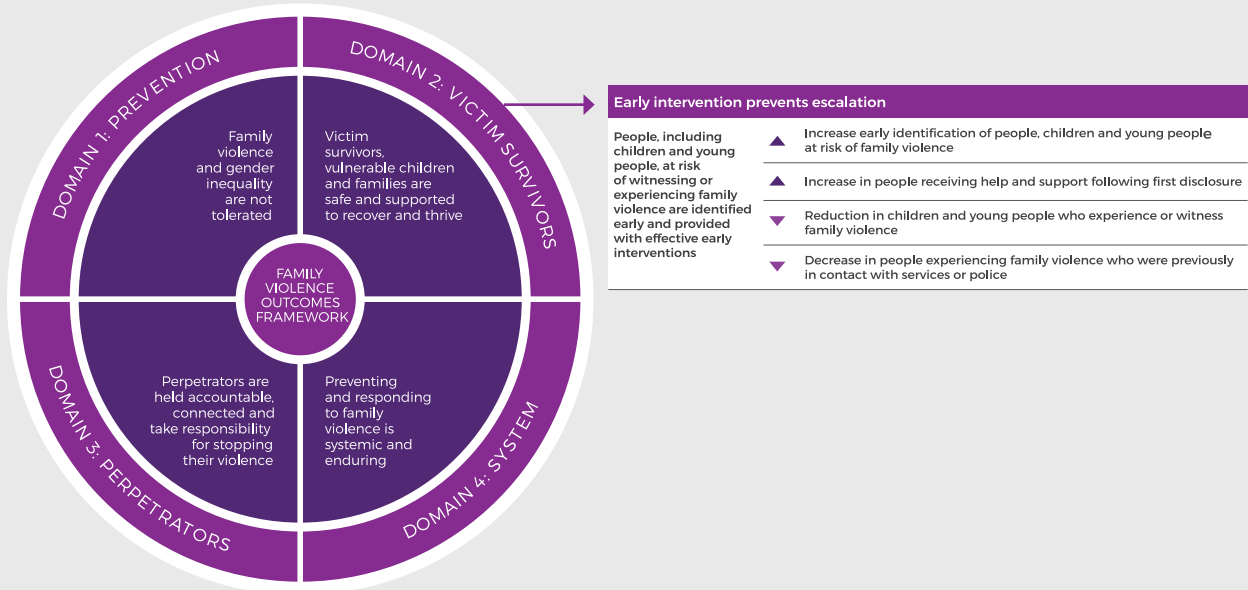 DOMAIN 1: PREVENTION
DOMAIN 2: VICTIM SURVIVORS
Family
violence
and gender
inequality
are not
tolerated
Victim
survivors,
vulnerable children
and families are
safe and supported
to recover and thrive
FAMILY
VIOLENCE
OUTCOMES
FRAMEWORK
Perpetrators are
held accountable,
connected and
take responsibility
for stopping
their violence
Preventing
and responding
to family
violence is
systemic and
enduring
DOMAIN 3: PERPETRATORS
DOMAIN 4: SYSTEM
Early intervention prevents escalation
People, including
children and young
people, at risk
of witnessing or
experiencing family
violence are identified
early and provided
with effective early
interventions
Increase early identification of people, children and young people
at risk of family violence
Increase in people receiving help and support following first disclosure
Reduction in children and young people who experience or witness
family violence
Decrease in people experiencing family violence who were previously
in contact with services or police